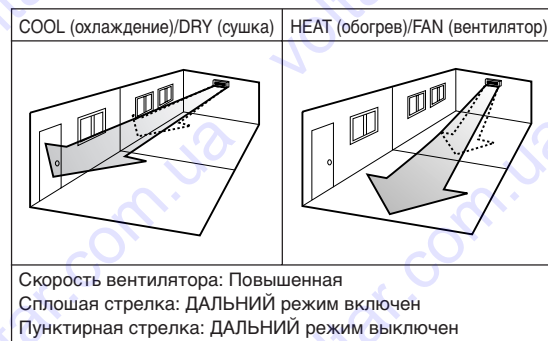 COOL (охлаждение)/DRY (сушка)
HEAT (обогрев)/FAN (вентилятор)
Скорость вентилятора: Повышенная
Сплошая стрелка: ДАЛЬНИЙ режим включен
Пунктирная стрелка: ДАЛЬНИЙ режим выключен